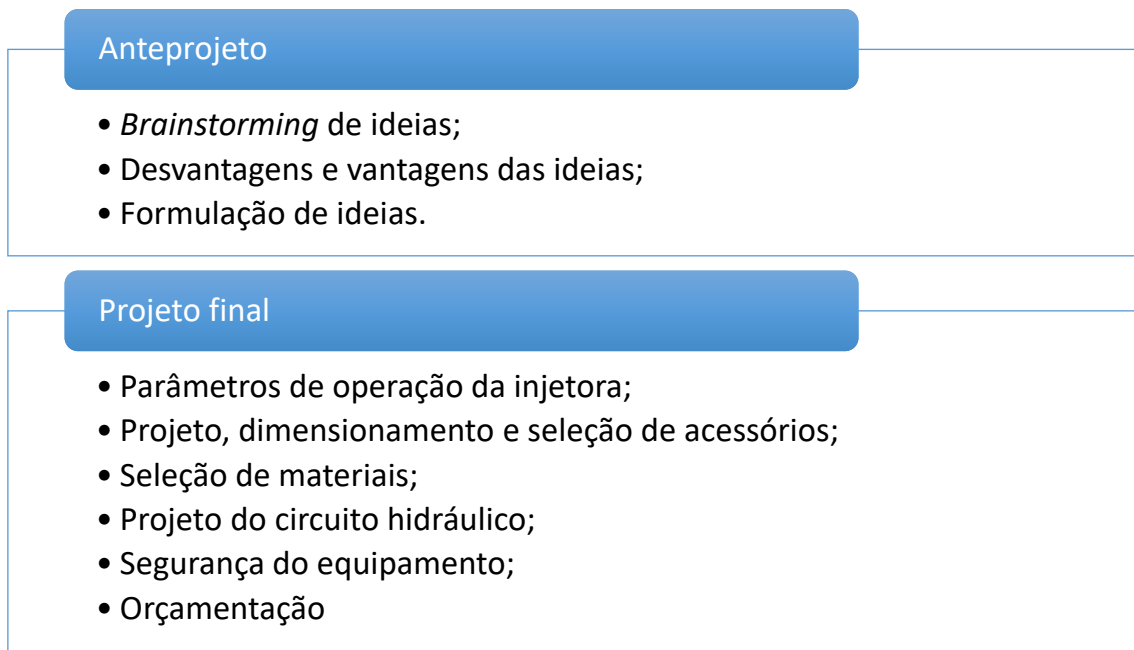 Anteprojeto
• Brainstorming de ideias;
• Desvantagens e vantagens das ideias;
• Formulação de ideias.
Projeto final
• Parâmetros de operação da injetora;
• Projeto, dimensionamento e seleção de acessórios;
• Seleção de materiais;
• Projeto do circuito hidráulico;
• Segurança do equipamento;
• Orçamentação